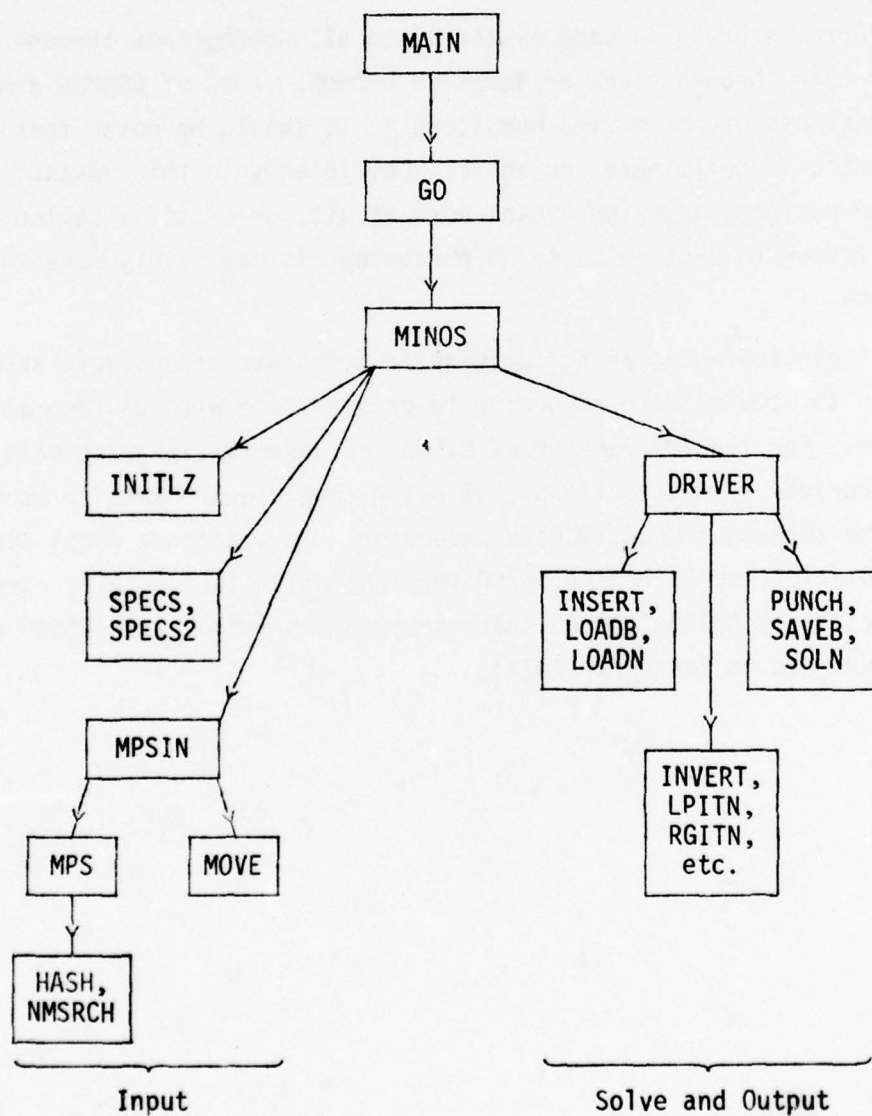 MAIN
GO
MINOS
INITLZ
DRIVER
SPECS,
SPECS2
INSERT,
LOADB,
LOADN
PUNCH,
SAVEB,
SOLN
MPSIN
INVERT,
LPITN,
RGITN,
etc.
MPS
MOVE
HASH,
NMSRCH
Input
Solve and Output